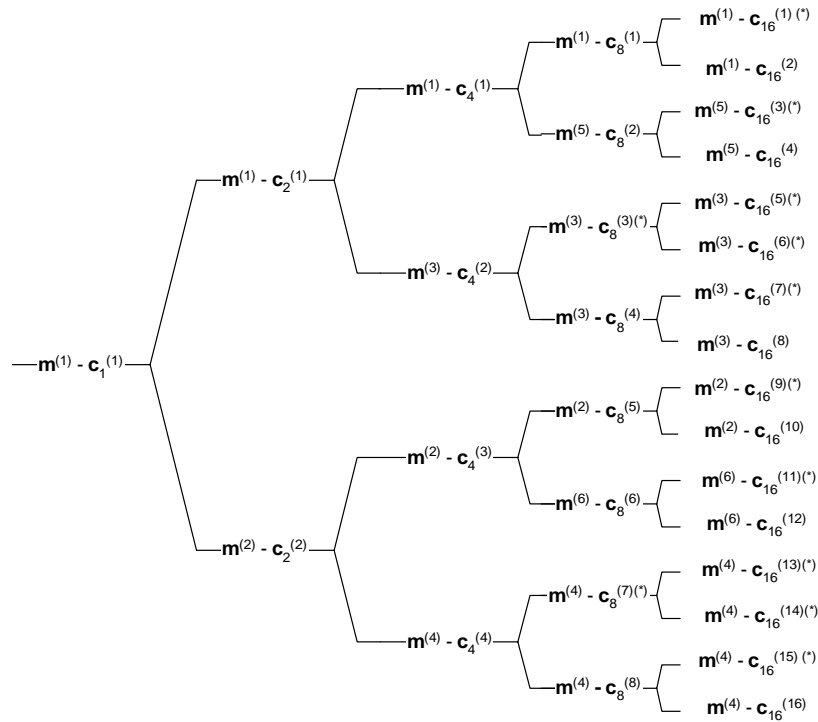 m(1) - c16(1) (*)
m(1) - c8(1)
m(1) - c16(2)
m(1) - c4(1)
m(5) - c16(3)(*)
m(5) - c8(2)
m(5) - c16(4)
m(1) - c2(1)
m(3) - c16(5)(*)
m(3) - c8(3)(*)
m(3) - c16(6)(*)
m(3) - c4(2)
m(3) - c16(7)(*)
m(3) - c8(4)
m(3) - c16(8)
m(1) - c1(1)
m(2) - c16(9)(*)
m(2) - c8(5)
m(2) - c16(10)
m(2) - c4(3)
m(6) - c16(11)(*)
m(6) - c8(6)
m(6) - c16(12)
m(2) - c2(2)
m(4) - c16(13)(*)
m(4) - c8(7)(*)
m(4) - c16(14)(*)
m(4) - c4(4)
m(4) - c16(15) (*)
m(4) - c8(8)
m(4) - c16(16)